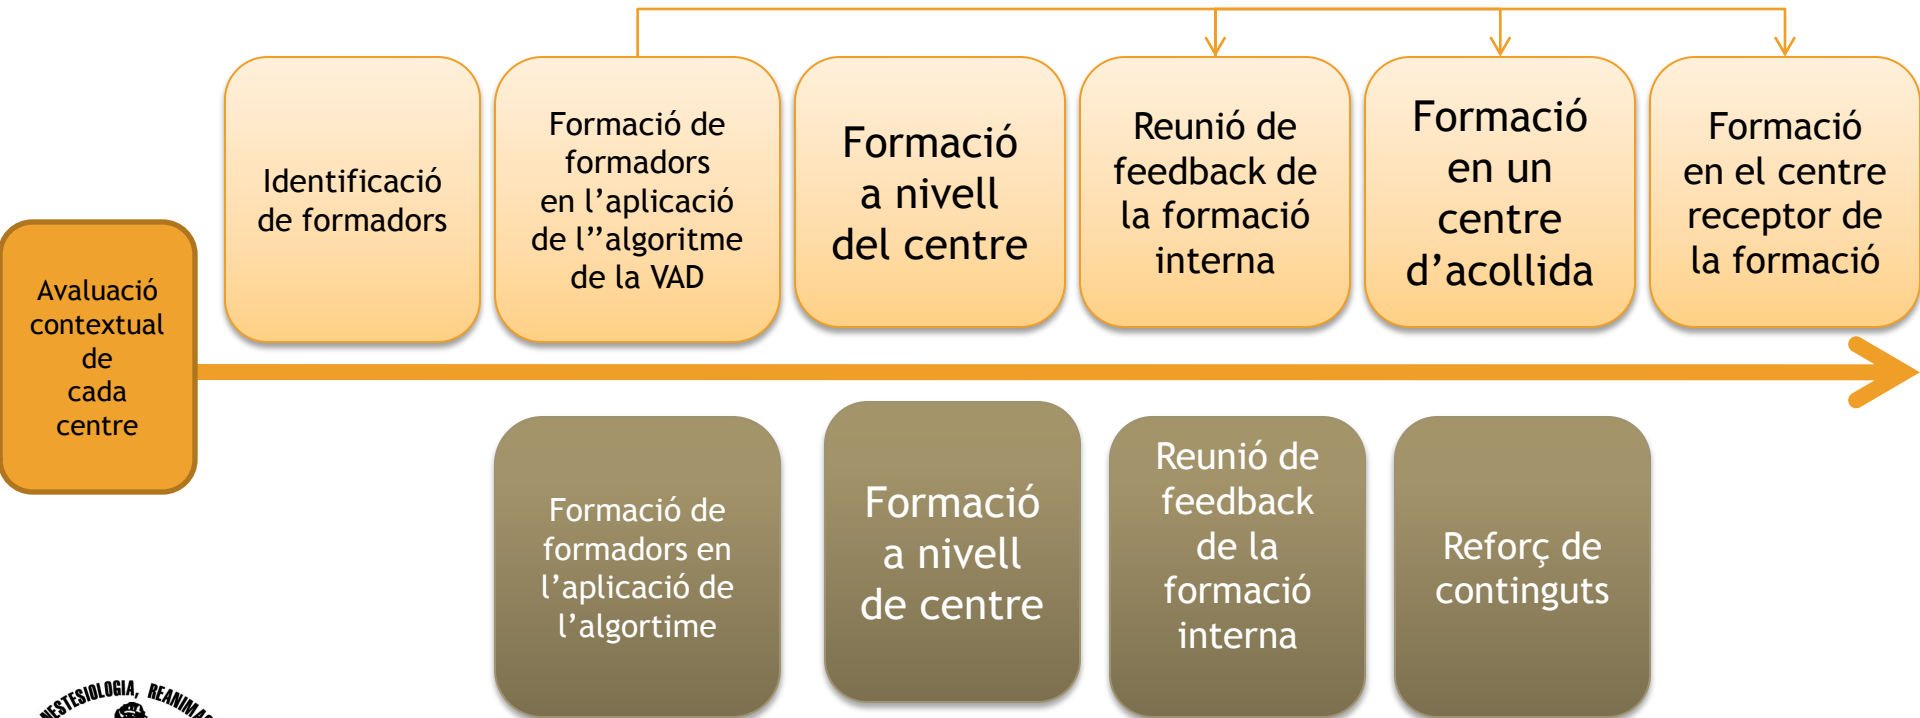 Avaluació
contextual
de
cada
centre
Identificació
de formadors
Formació de
formadors
en l’aplicació
de l’’algoritme
de la VAD
Formació
a nivell
del centre
Reunió de
feedback de
la formació
interna
Formació
en un
centre
d’acollida
Formació
en el centre
receptor de
la formació
Formació de
formadors en
l’aplicació de
l’algortime
Formació
a nivell
de centre
Reunió de
feedback
de la
formació
interna
Reforç de
continguts